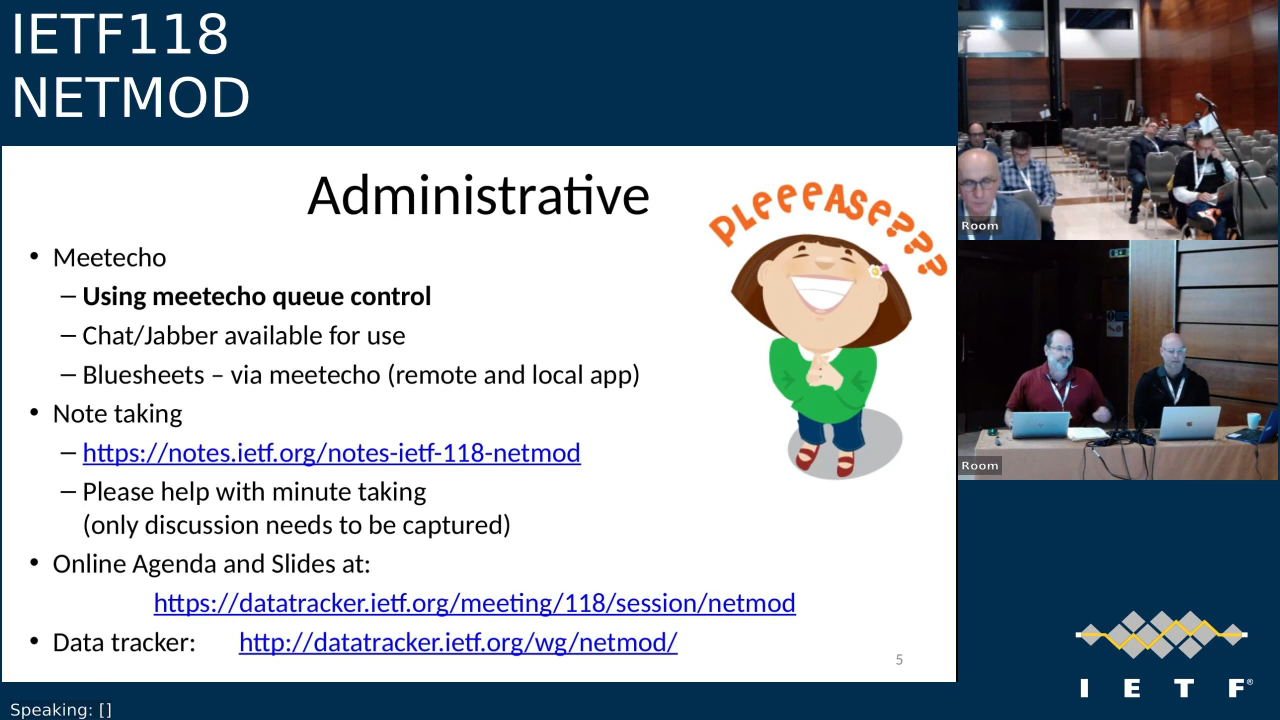 IETF118
NETMOD
Administrative
PLEEEASE???
• Meetecho
– Using meetecho queue control
– Chat/Jabber available for use
– Bluesheets – via meetecho (remote and local app)
• Note taking
– https://notes.ietf.org/notes-ietf-118-netmod
– Please help with minute taking
(only discussion needs to be captured)
• Online Agenda and Slides at:
https://datatracker.ietf.org/meeting/118/session/netmod
• Data tracker: http://datatracker.ietf.org/wg/netmod/
5
Room
Room
I E T F®
Speaking: []